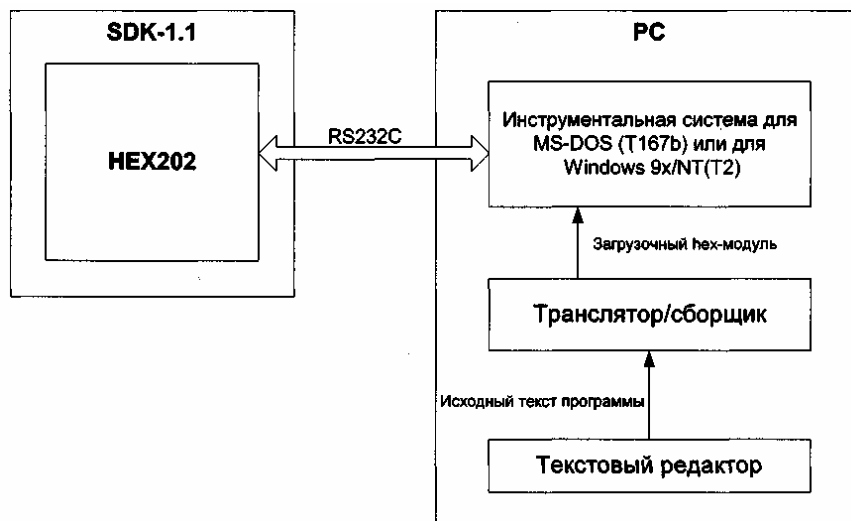 SDK-1.1
PC
HEX202
RS232C
Инструментальная система для
MS-DOS (T167b) или для
Windows 9x/NT(T2)
Загрузочный hex-модуль
Транслятор/сборщик
Исходный текст программы
Текстовый редактор